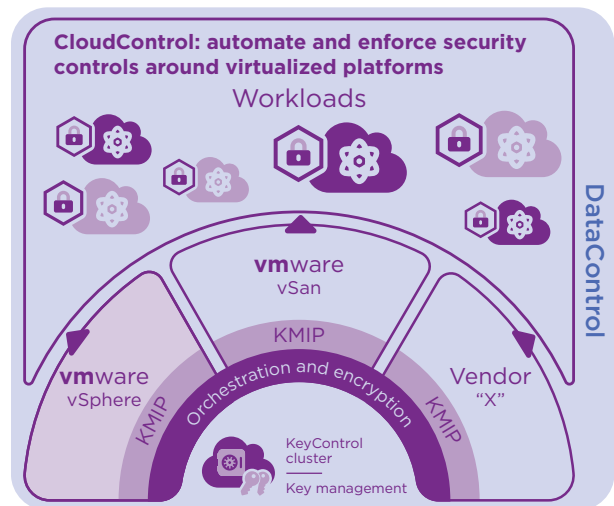 CloudControl: automate and enforce security
controls around virtualized platforms
Workloads
DataControl
vmware
vSan
vmware
vSphere
Vendor
“X”
KMIP
KMIP
KMIP
Orchestration and encryption
KeyControl
cluster
Key management